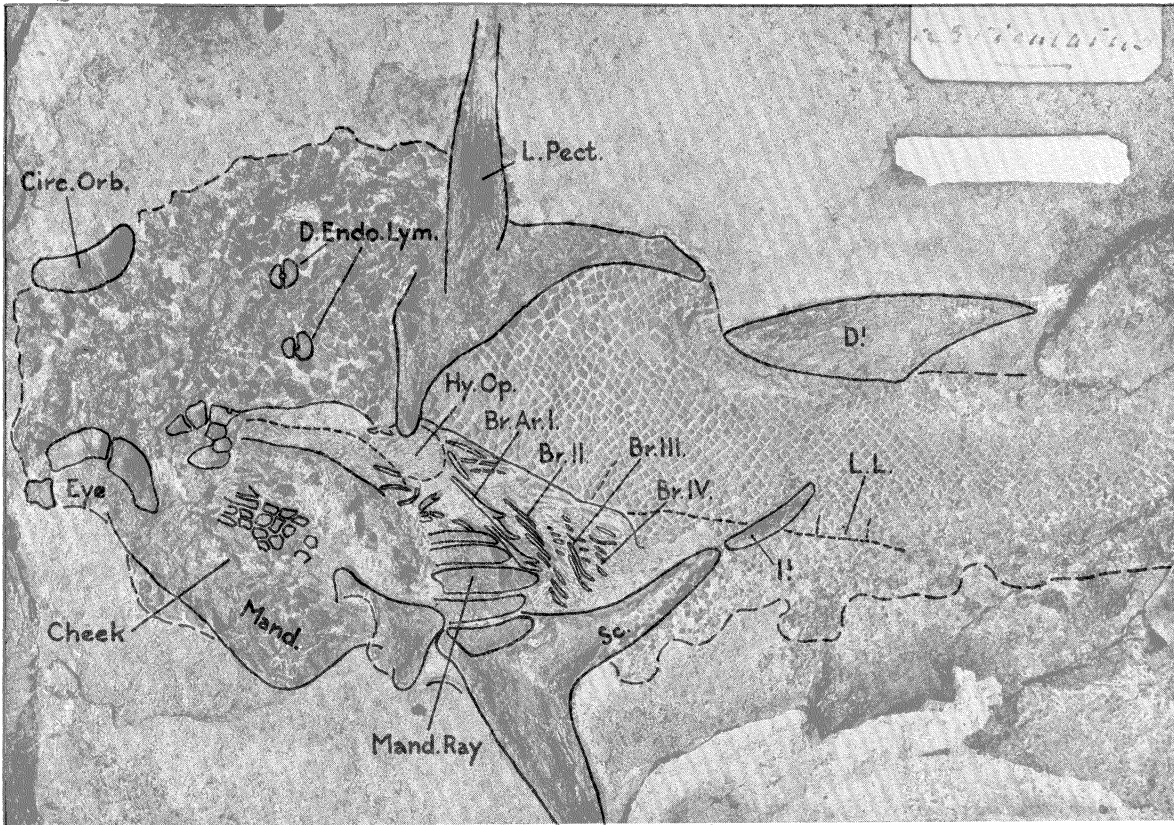 L.Pect.
Circ.Orb.
D.Endo.Lym.
D!
Hy.Op.
Br.Ar.I.
Br.II.
Br.III.
L.L.
Br.IV.
Eye
I!
Cheek
Mand.
Sc.
Mand.Ray